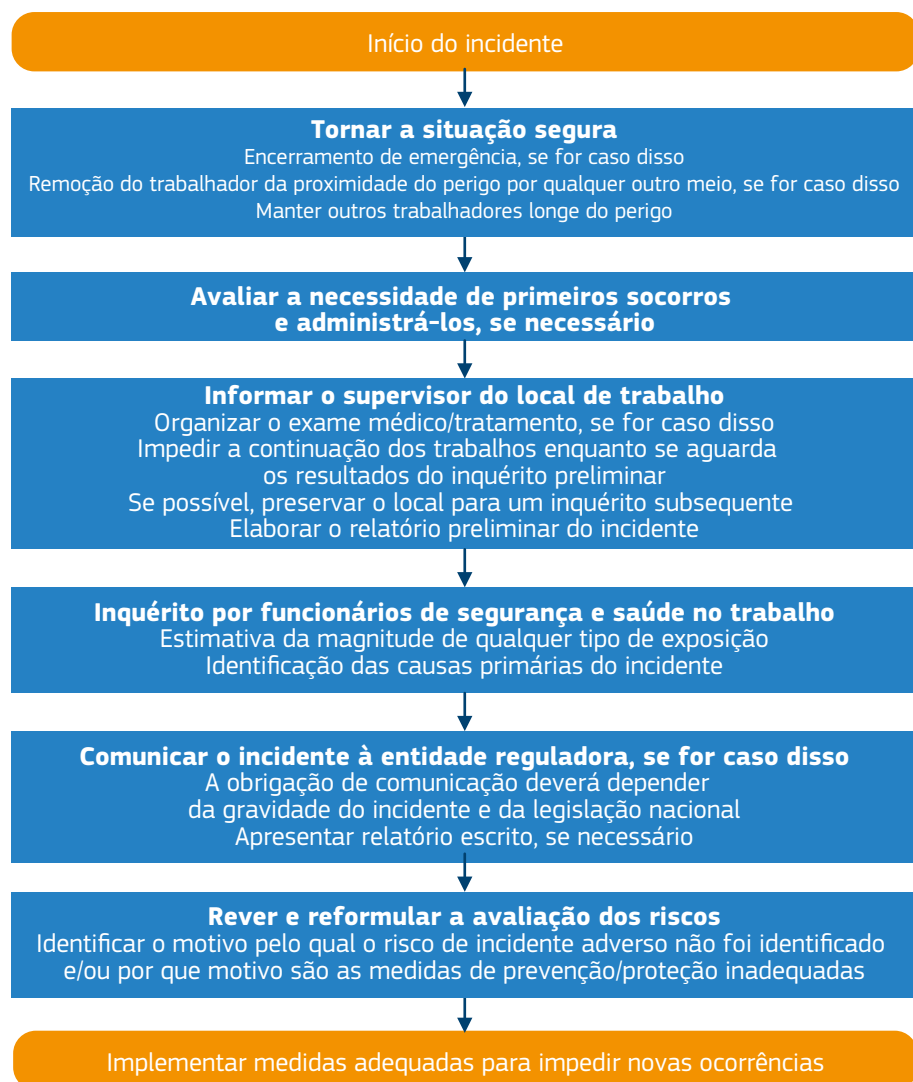 Início do incidente
Tornar a situação segura
Encerramento de emergência, se for caso disso
Remoção do trabalhador da proximidade do perigo por qualquer outro meio, se for caso disso
Manter outros trabalhadores longe do perigo
Avaliar a necessidade de primeiros socorros
e administrá-los, se necessário
Informar o supervisor do local de trabalho
Organizar o exame médico/tratamento, se for caso disso
Impedir a continuação dos trabalhos enquanto se aguarda
os resultados do inquérito preliminar
Se possível, preservar o local para um inquérito subsequente
Elaborar o relatório preliminar do incidente
Inquérito por funcionários de segurança e saúde no trabalho
Estimativa da magnitude de qualquer tipo de exposição
Identificação das causas primárias do incidente
Comunicar o incidente à entidade reguladora, se for caso disso
A obrigação de comunicação deverá depender
da gravidade do incidente e da legislação nacional
Apresentar relatório escrito, se necessário
Rever e reformular a avaliação dos riscos
Identificar o motivo pelo qual o risco de incidente adverso não foi identificado
e/ou por que motivo são as medidas de prevenção/proteção inadequadas
Implementar medidas adequadas para impedir novas ocorrências